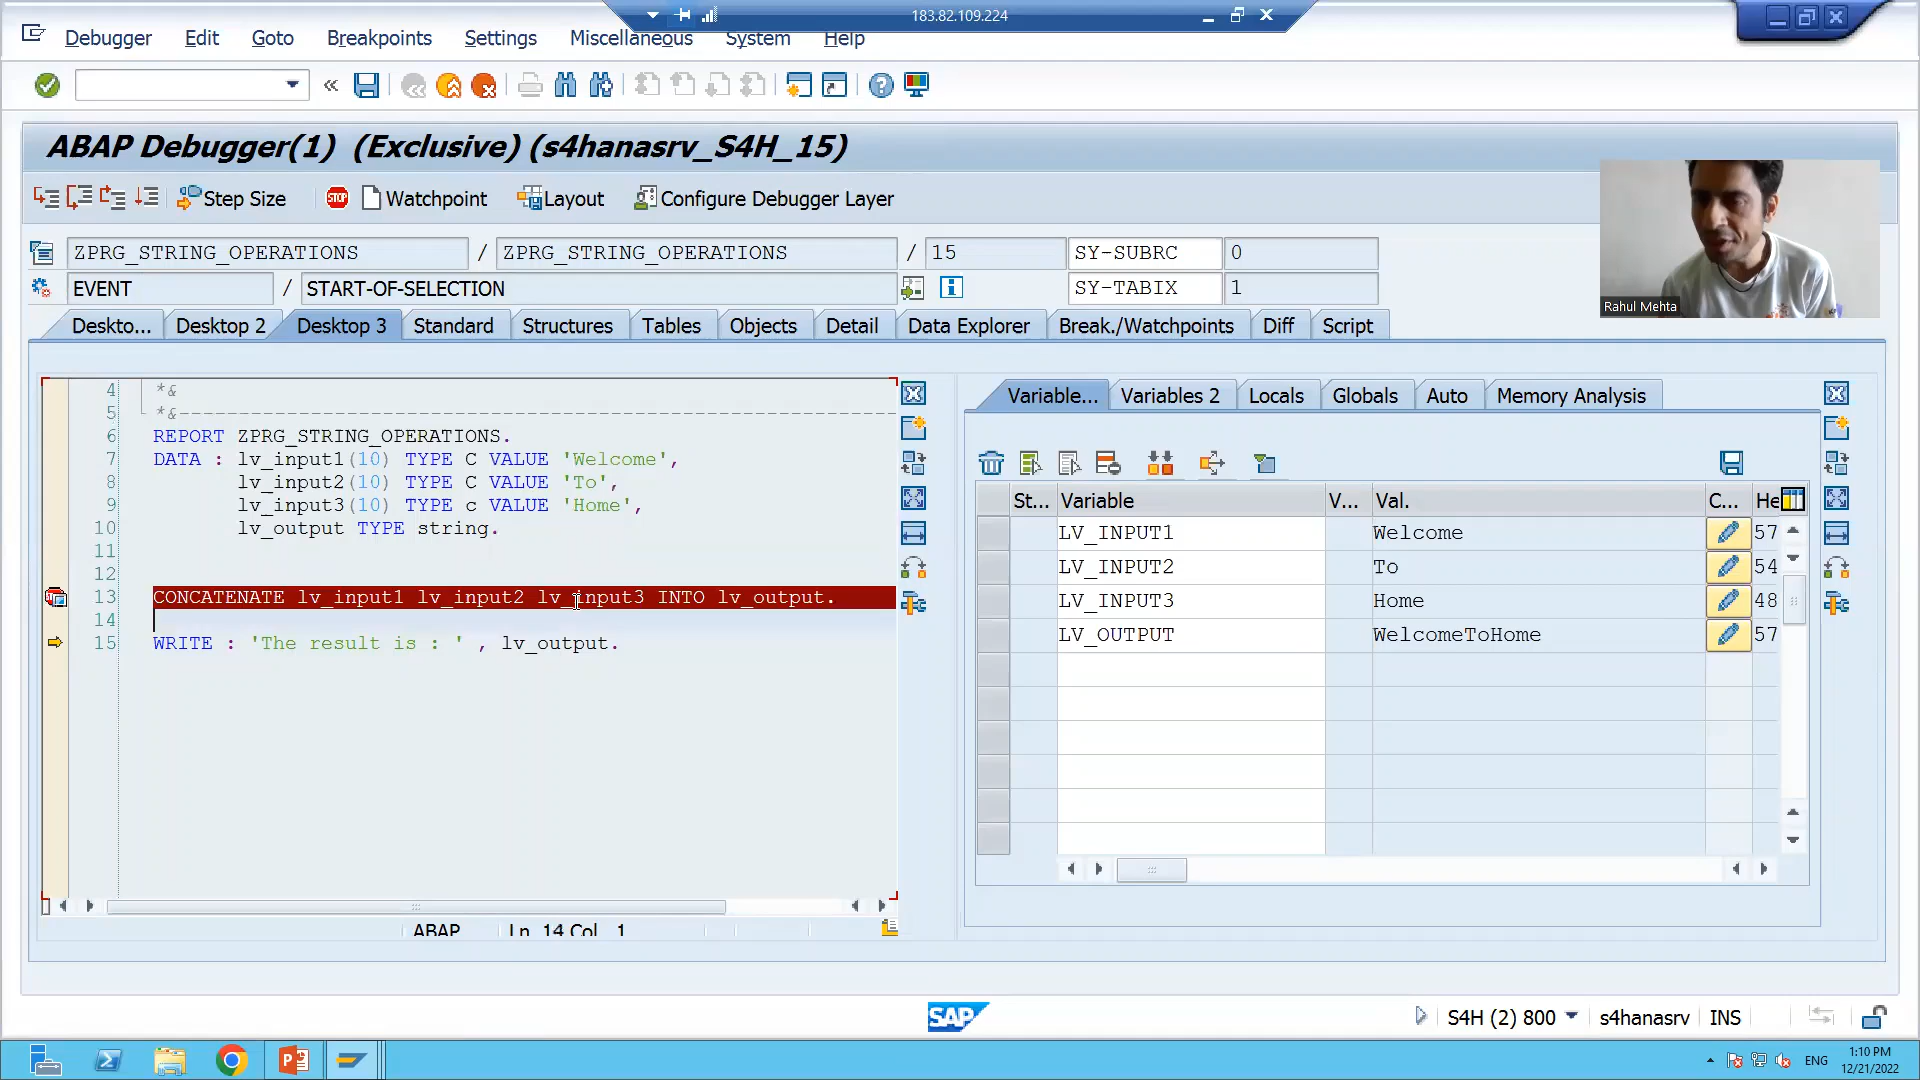 183.82.109.224
Debugger Edit Goto Breakpoints Settings Miscellaneous System Help
ABAP Debugger(1) (Exclusive) (s4hanasrv_S4H_15)
Step Size STOP Watchpoint Layout Configure Debugger Layer
ZPRG_STRING_OPERATIONS / ZPRG_STRING_OPERATIONS / 15 SY-SUBRC 0
EVENT / START-OF-SELECTION SY-TABIX 1
Rahul Mehta
Deskto... Desktop 2 Desktop 3 Standard Structures Tables Objects Detail Data Explorer Break./Watchpoints Diff Script
4 *&
5 *&---------------------------------------------------------------------
6 REPORT ZPRG_STRING_OPERATIONS.
7 DATA : lv_input1(10) TYPE C VALUE 'Welcome',
8 lv_input2(10) TYPE C VALUE 'To',
9 lv_input3(10) TYPE c VALUE 'Home',
10 lv_output TYPE string.
11
12
13 CONCATENATE lv_input1 lv_input2 lv_input3 INTO lv_output.
14
15 WRITE : 'The result is : ' , lv_output.
ABAP Ln 14 Col 1
Variable... Variables 2 Locals Globals Auto Memory Analysis
St... Variable V... Val. C... He
LV_INPUT1 Welcome 57
LV_INPUT2 To 54
LV_INPUT3 Home 48
LV_OUTPUT WelcomeToHome 57
SAP
S4H (2) 800 s4hanasrv INS
ENG
1:10 PM
12/21/2022